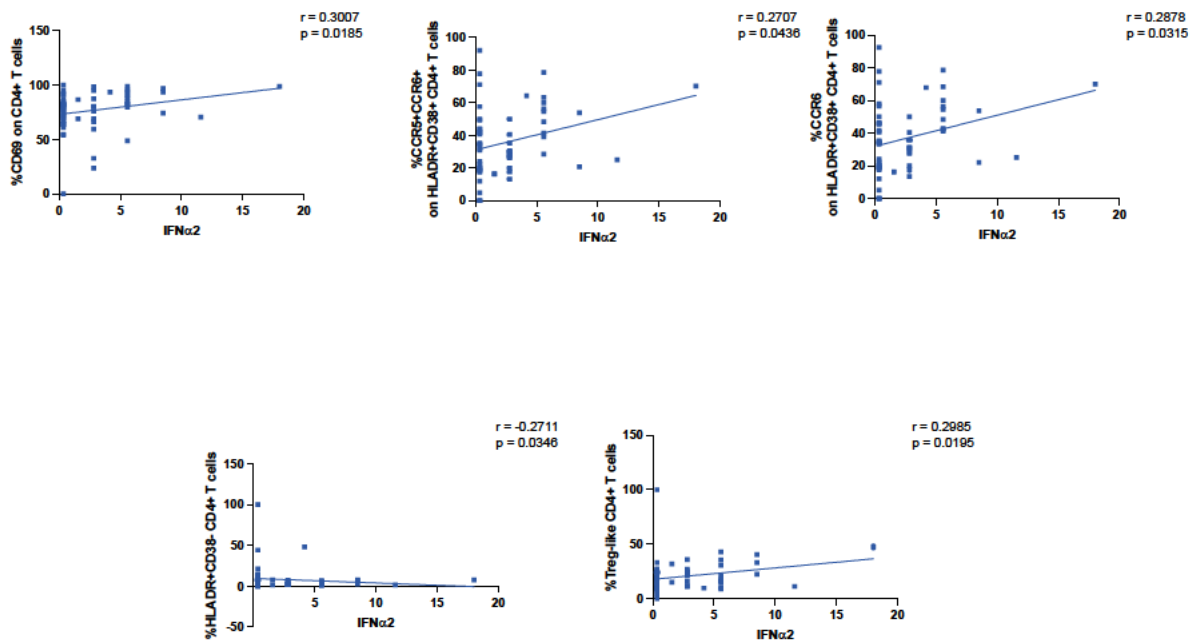 r = 0.3007
p = 0.0185
%CD69 on CD4+ T cells
150
100
50
0
0 5 10 15 20
IFNα2
r = 0.2707
p = 0.0436
%CCR5+CCR6+
on HLADR+CD38+ CD4+ T cells
100
80
60
40
20
0
0 5 10 15 20
IFNα2
r = 0.2878
p = 0.0315
%CCR6
on HLADR+CD38+ CD4+ T cells
100
80
60
40
20
0
0 5 10 15 20
IFNα2
r = -0.2711
p = 0.0346
%HLADR+CD38- CD4+ T cells
150
100
50
0
-50
5 10 15 20
IFNα2
r = 0.2985
p = 0.0195
%Treg-like CD4+ T cells
150
100
50
0
0 5 10 15 20
IFNα2